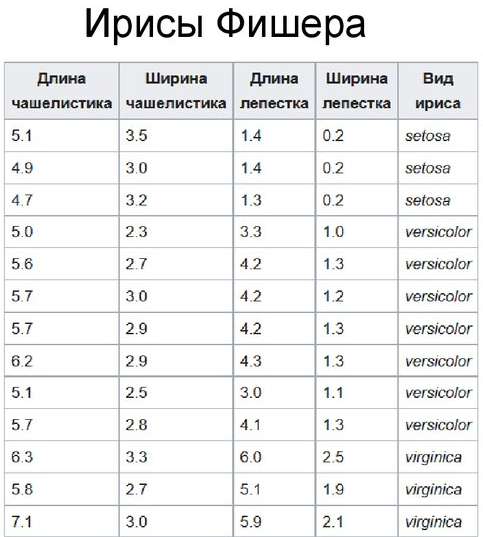 Ирисы Фишера
Длина чашелистика Ширина чашелистика Длина лепестка Ширина лепестка Вид ириса
5.1 3.5 1.4 0.2 setosa
4.9 3.0 1.4 0.2 setosa
4.7 3.2 1.3 0.2 setosa
5.0 2.3 3.3 1.0 versicolor
5.6 2.7 4.2 1.3 versicolor
5.7 3.0 4.2 1.2 versicolor
5.7 2.9 4.2 1.3 versicolor
6.2 2.9 4.3 1.3 versicolor
5.1 2.5 3.0 1.1 versicolor
5.7 2.8 4.1 1.3 versicolor
6.3 3.3 6.0 2.5 virginica
5.8 2.7 5.1 1.9 virginica
7.1 3.0 5.9 2.1 virginica